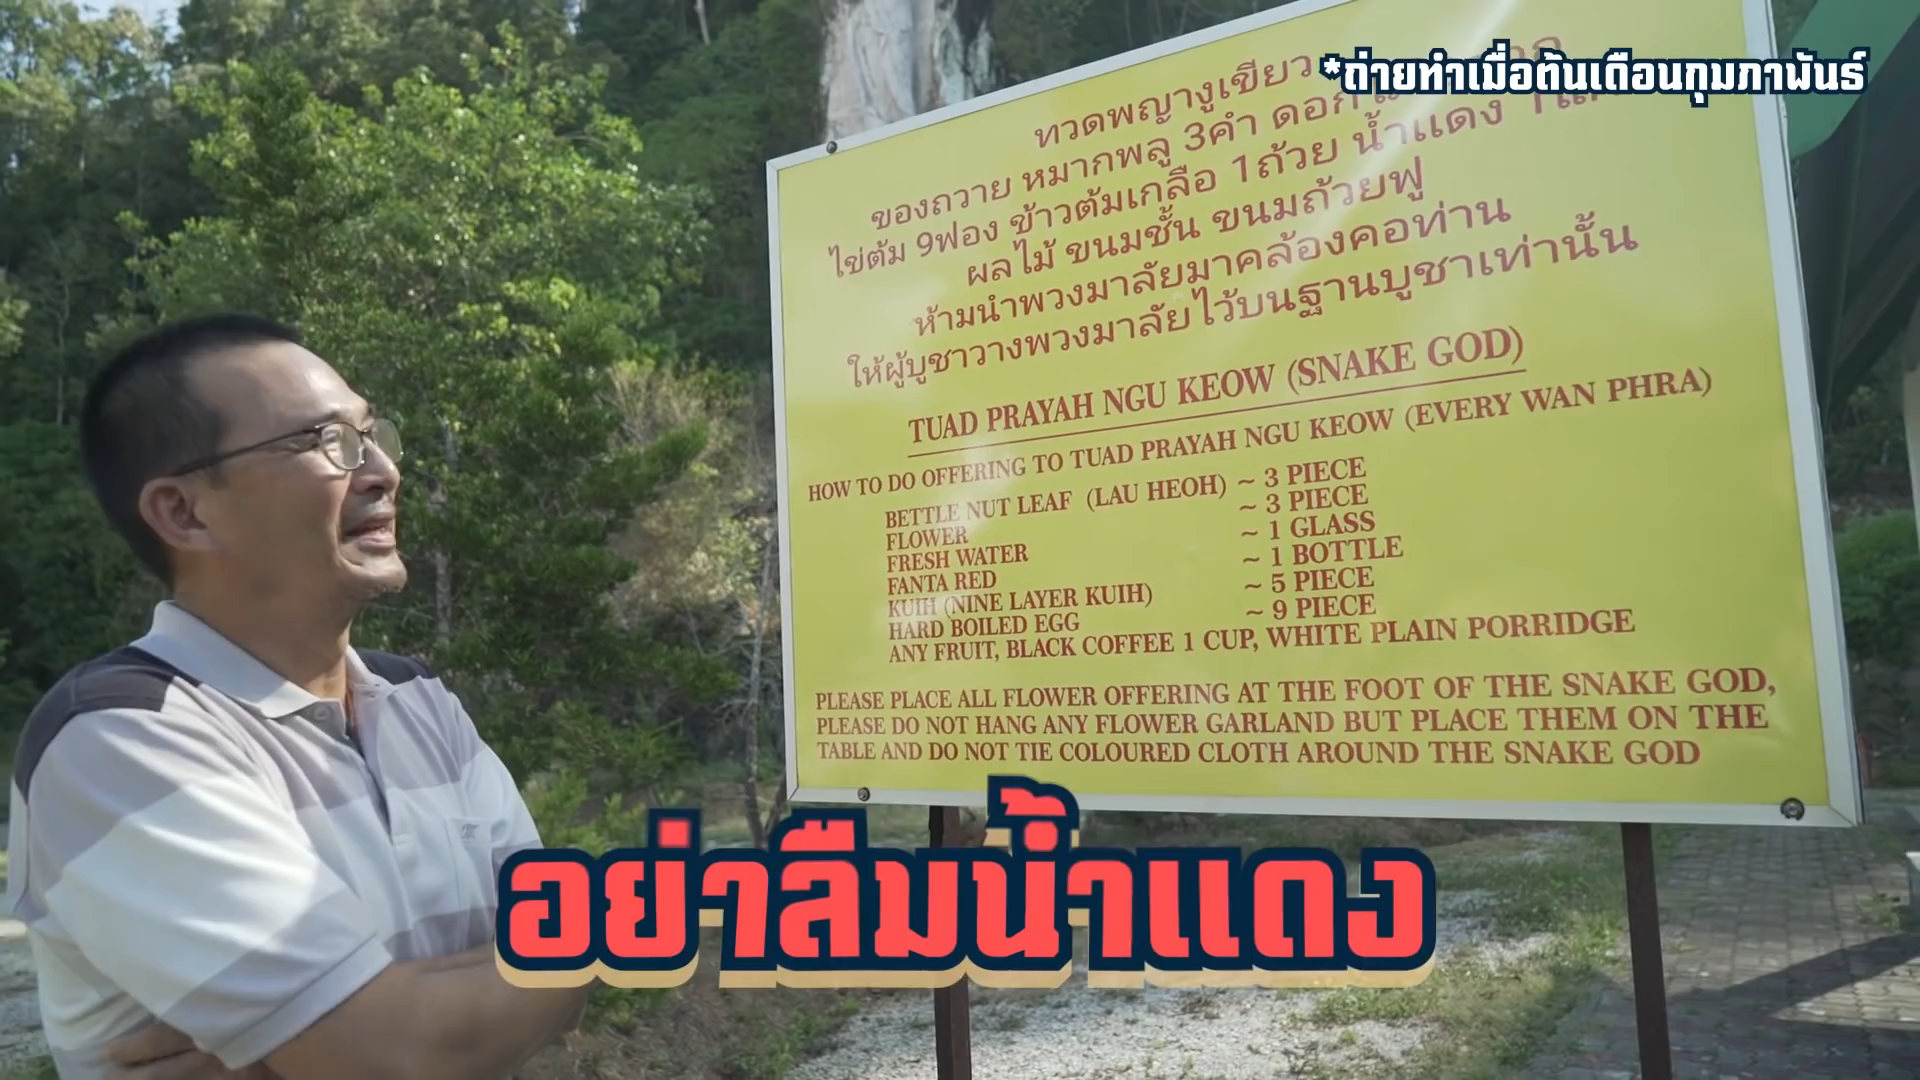 *ถ่ายทำเมื่อต้นเดือนกุมภาพันธ์
ทวดพญางูเขียว
ของถวาย หมากพลู 3คำ ดอก
ไข่ต้ม 9ฟอง ข้าวต้มเกลือ 1ถ้วย น้ำแดง
ผลไม้ ขนมชั้น ขนมถ้วยฟู
ห้ามนำพวงมาลัยมาคล้องคอท่าน
ให้ผู้บูชาวางพวงมาลัยไว้บนฐานบูชาเท่านั้น
TUAD PRAYAH NGU KEOW (SNAKE GOD)
HOW TO DO OFFERING TO TUAD PRAYAH NGU KEOW (EVERY WAN PHRA)
BETTLE NUT LEAF (LAU HEOH) ~ 3 PIECE
FLOWER ~ 3 PIECE
FRESH WATER ~ 1 GLASS
FANTA RED ~ 1 BOTTLE
KUIH (NINE LAYER KUIH) ~ 5 PIECE
HARD BOILED EGG ~ 9 PIECE
ANY FRUIT, BLACK COFFEE 1 CUP, WHITE PLAIN PORRIDGE
PLEASE PLACE ALL FLOWER OFFERING AT THE FOOT OF THE SNAKE GOD,
PLEASE DO NOT HANG ANY FLOWER GARLAND BUT PLACE THEM ON THE
TABLE AND DO NOT TIE COLOURED CLOTH AROUND THE SNAKE GOD
อย่าลืมน้ำแดง